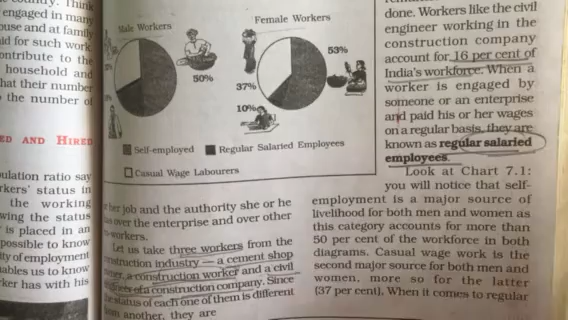 Think
engaged in many
ouse and at family
id for such work
ontribute to the
household and
hat their number
the number of
ED AND HIRED
pulation ratio say
rkers' status in
the working
wing the status
is placed in an
possible to know
ity of employment
ables us to know
ker has with his
Male Workers
Female Workers
50%
53%
37%
10%
Self-employed
Regular Salaried Employees
Casual Wage Labourers
her job and the authority she or he
as over the enterprise and over other
workers.
Let us take three workers from the
construction industry — a cement shop
owner, a construction worker and a civil
engineer of a construction company. Since
the status of each one of them is different
from another, they are
done. Workers like the civil
engineer working in the
construction company
account for 16 per cent of
India's workforce. When a
worker is engaged by
someone or an enterprise
and paid his or her wages
on a regular basis, they are
known as regular salaried
employees.
Look at Chart 7.1:
you will notice that self-
employment is a major source of
livelihood for both men and women as
this category accounts for more than
50 per cent of the workforce in both
diagrams. Casual wage work is the
second major source for both men and
women, more so for the latter
(37 per cent). When it comes to regular